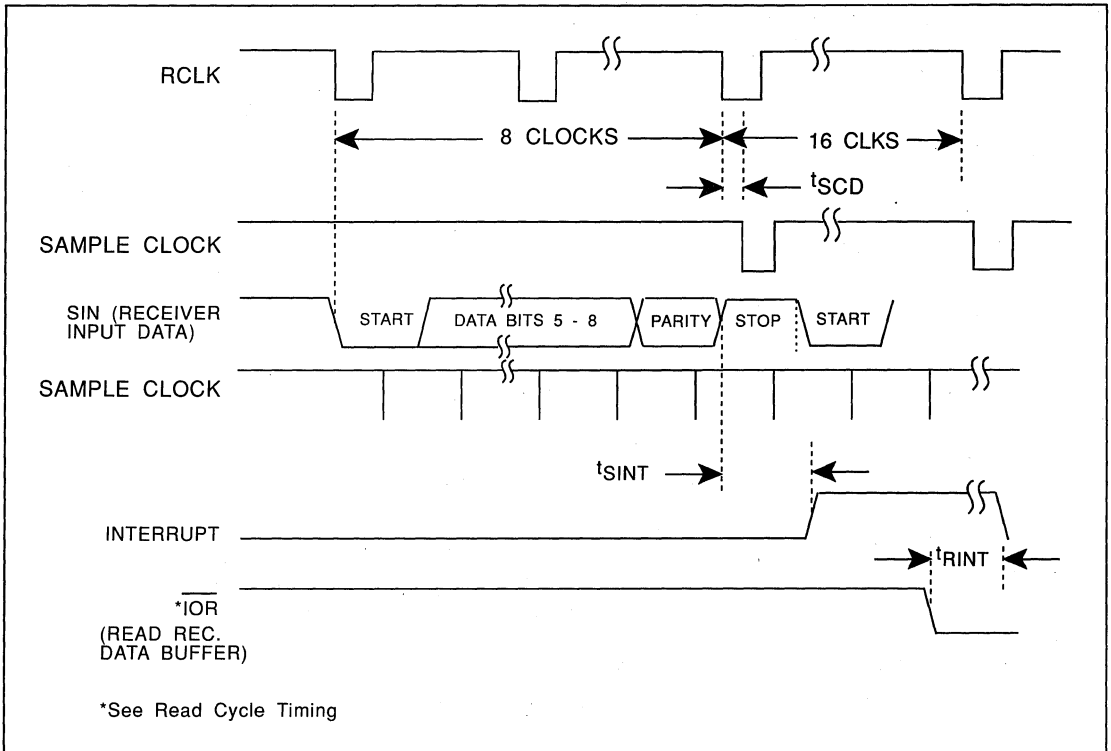 RCLK
8 CLOCKS
16 CLKS
tSCD
SAMPLE CLOCK
SIN (RECEIVER
INPUT DATA)
START
DATA BITS 5 - 8
PARITY
STOP
START
SAMPLE CLOCK
tSINT
INTERRUPT
tRINT
*IOR
(READ REC.
DATA BUFFER)
*See Read Cycle Timing